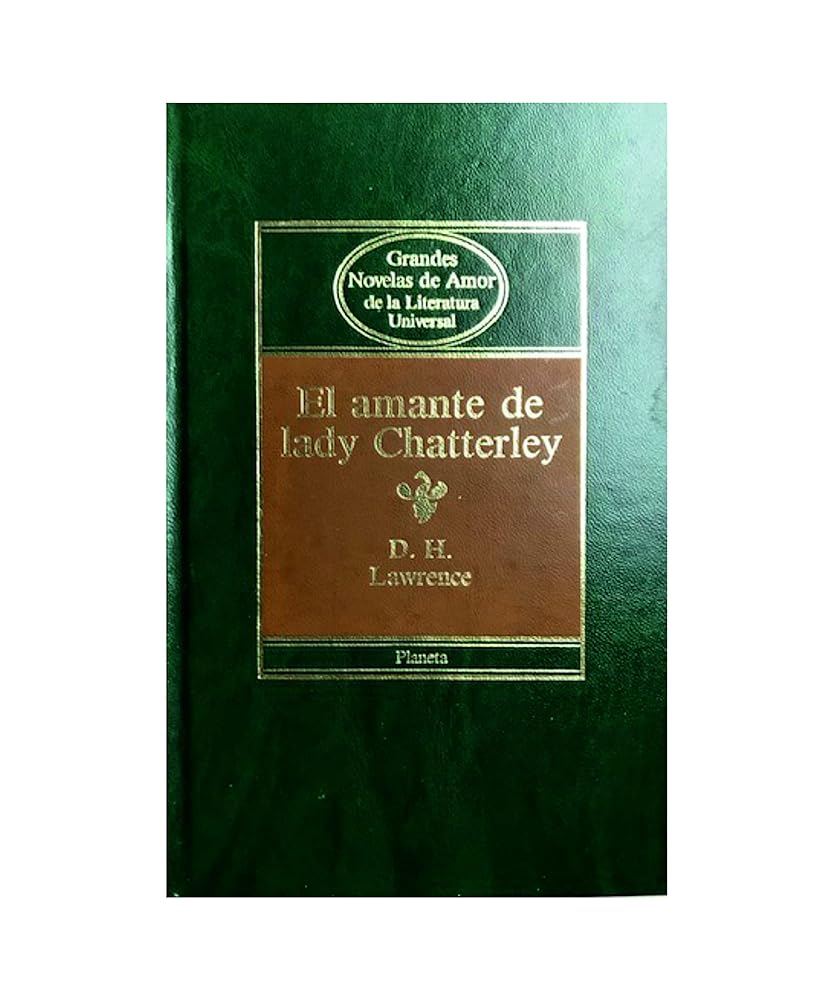 Grandes
Novelas de Amor
de la Literatura
Universal
El amante de
lady Chatterley
D. H.
Lawrence
Planeta